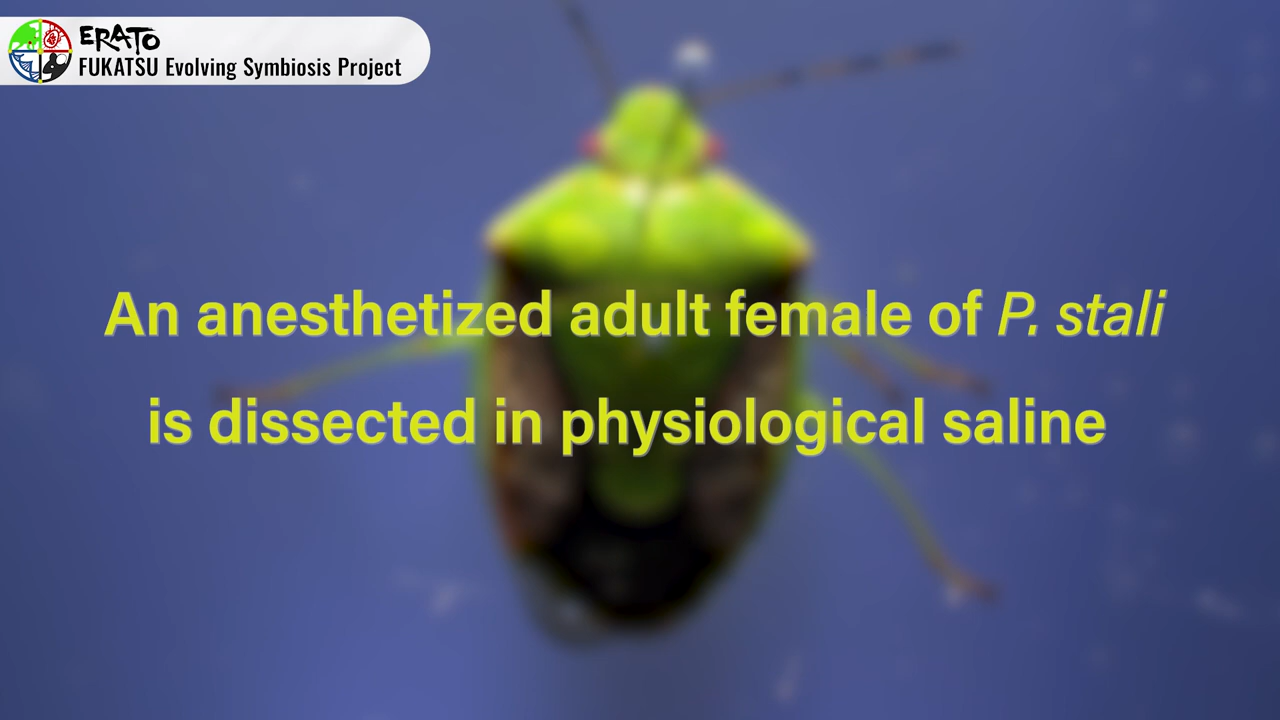 ERATO
FUKATSU Evolving Symbiosis Project
An anesthetized adult female of P. stali
is dissected in physiological saline